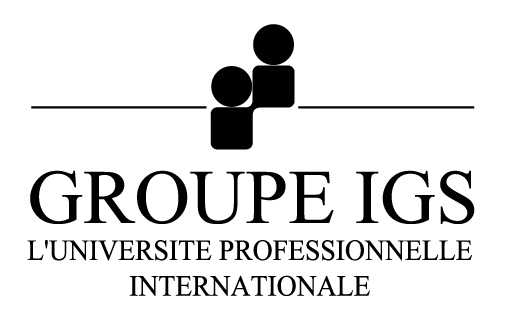 GROUPE IGS
L'UNIVERSITE PROFESSIONNELLE
INTERNATIONALE